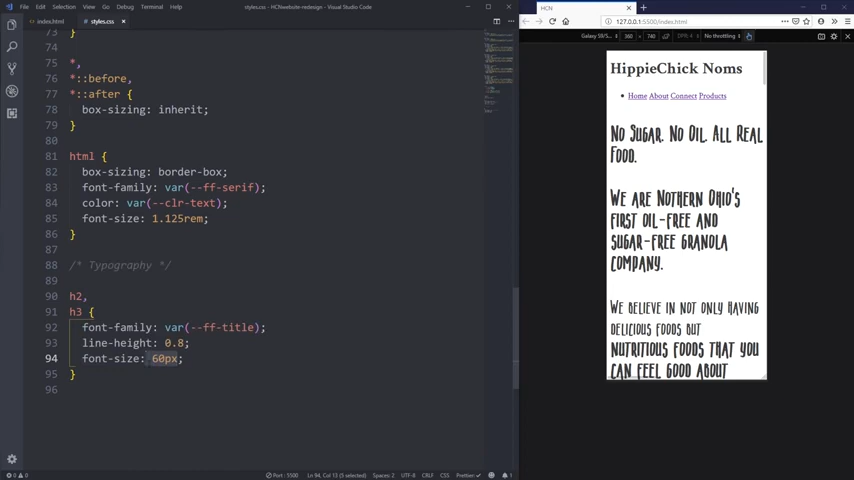 File Edit Selection View Go Debug Terminal Help
styles.css - HCNwebsite-redesign - Visual Studio Code
index.html
styles.css
73 }
74
75 *,
76 *::before,
77 *::after {
78 box-sizing: inherit;
79 }
80
81 html {
82 box-sizing: border-box;
83 font-family: var(--ff-serif);
84 color: var(--clr-text);
85 font-size: 1.125rem;
86 }
87
88 /* Typography */
89
90 h2,
91 h3 {
92 font-family: var(--ff-title);
93 line-height: 0.8;
94 font-size: 60px;
95 }
96
0 0
Port : 5500 Ln 94, Col 13 (5 selected) Spaces: 2 UTF-8 CRLF CSS Prettier 1
HCN
127.0.0.1:5500/index.html
Galaxy S9/S... 360 × 740 DPR: 4 No throttling
HippieChick Noms
Home About Connect Products
No Sugar. No Oil. All Real
Food.
We are Nothern Ohio's
first oil-free and
sugar-free granola
company.
We believe in not only having
delicious foods but
nutritious foods that you
can feel good about